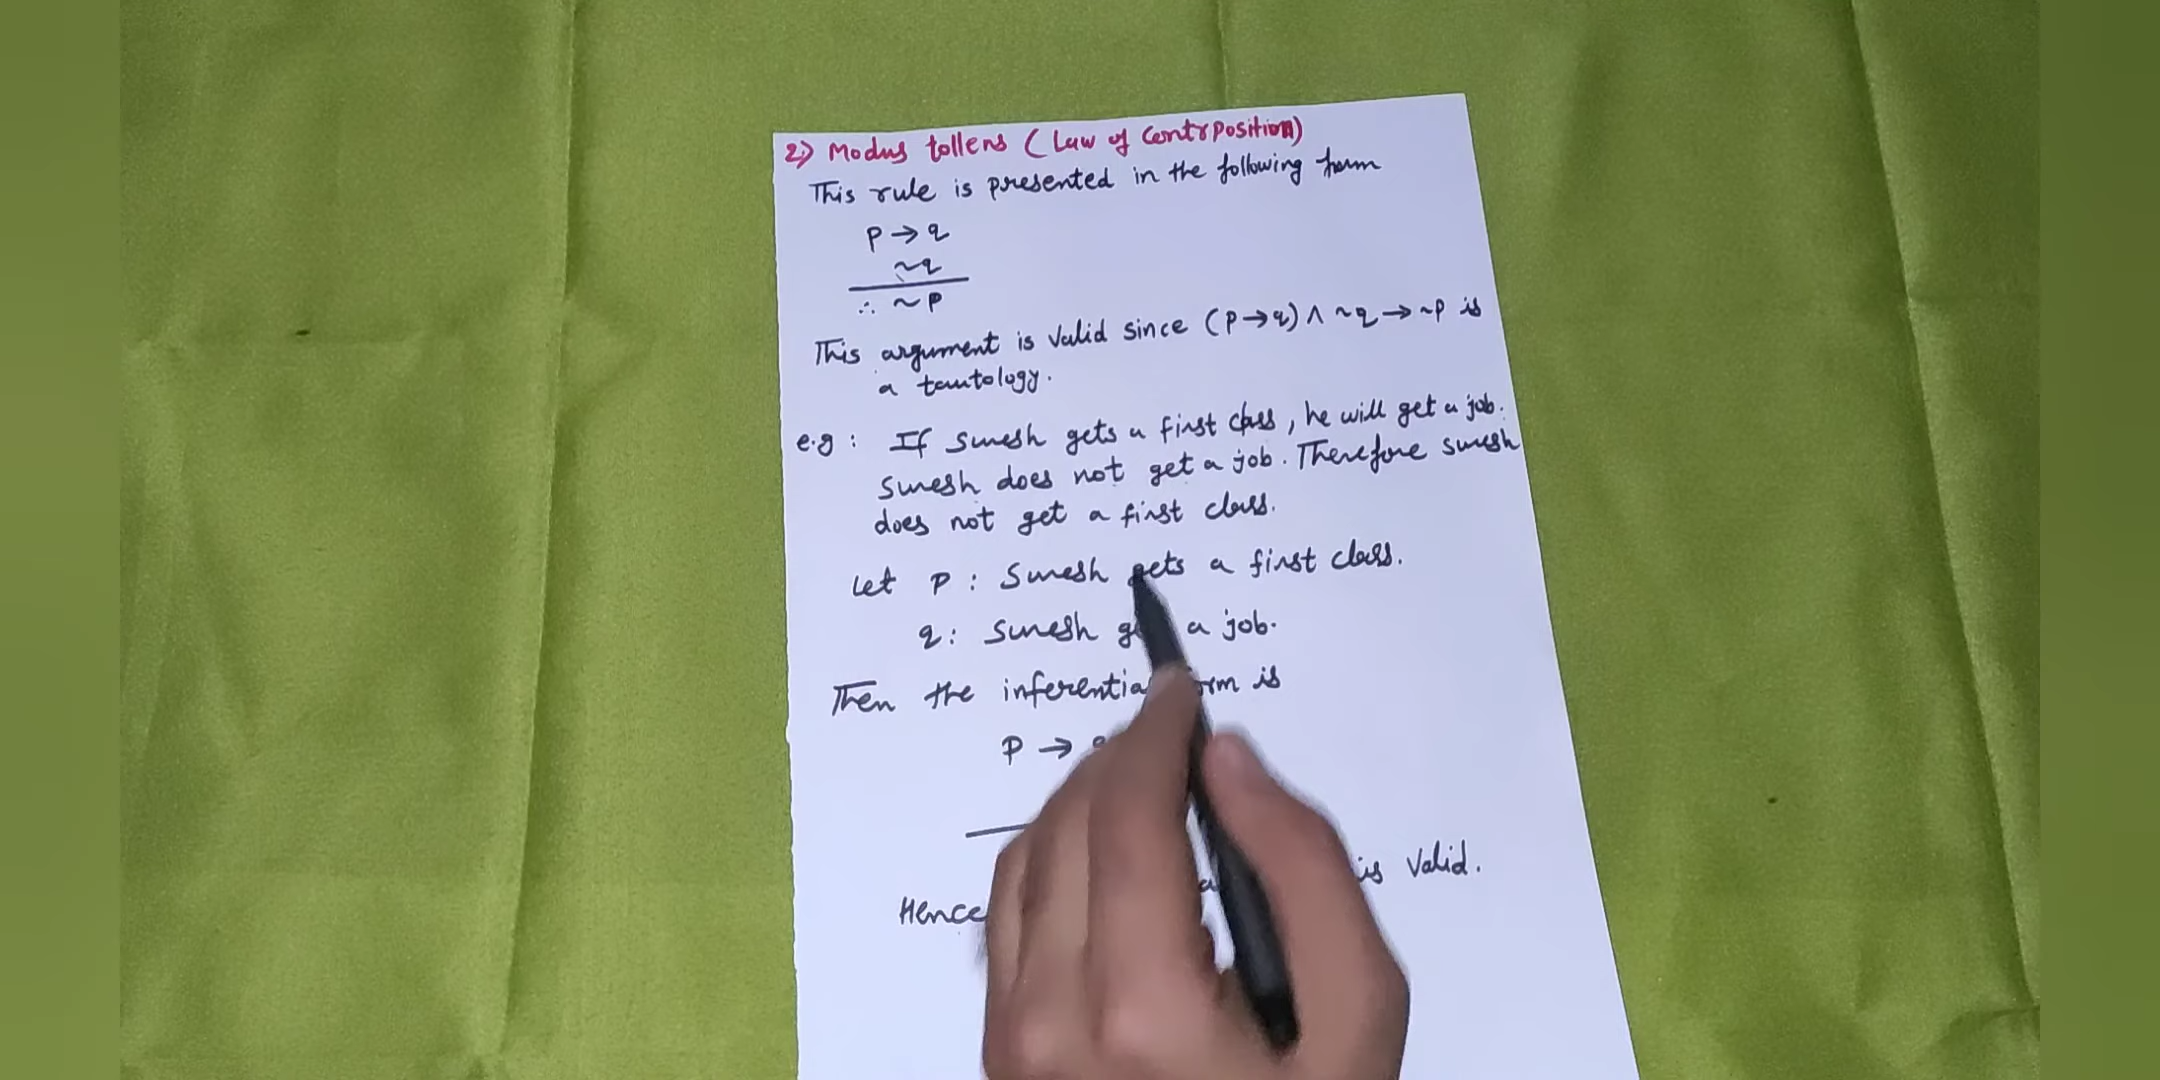 2) Modus tollens (Law of Contrposition)
This rule is presented in the following form
p → q
~q
∴ ~p
This argument is valid since (p→q) ∧ ~q → ~p is
a tautology.
e.g : If Suresh gets a first class, he will get a job.
Suresh does not get a job. Therefore Suresh
does not get a first class.
Let p : Suresh gets a first class.
q : Suresh a job.
Then the inferential form is
p → q
Hence is Valid.